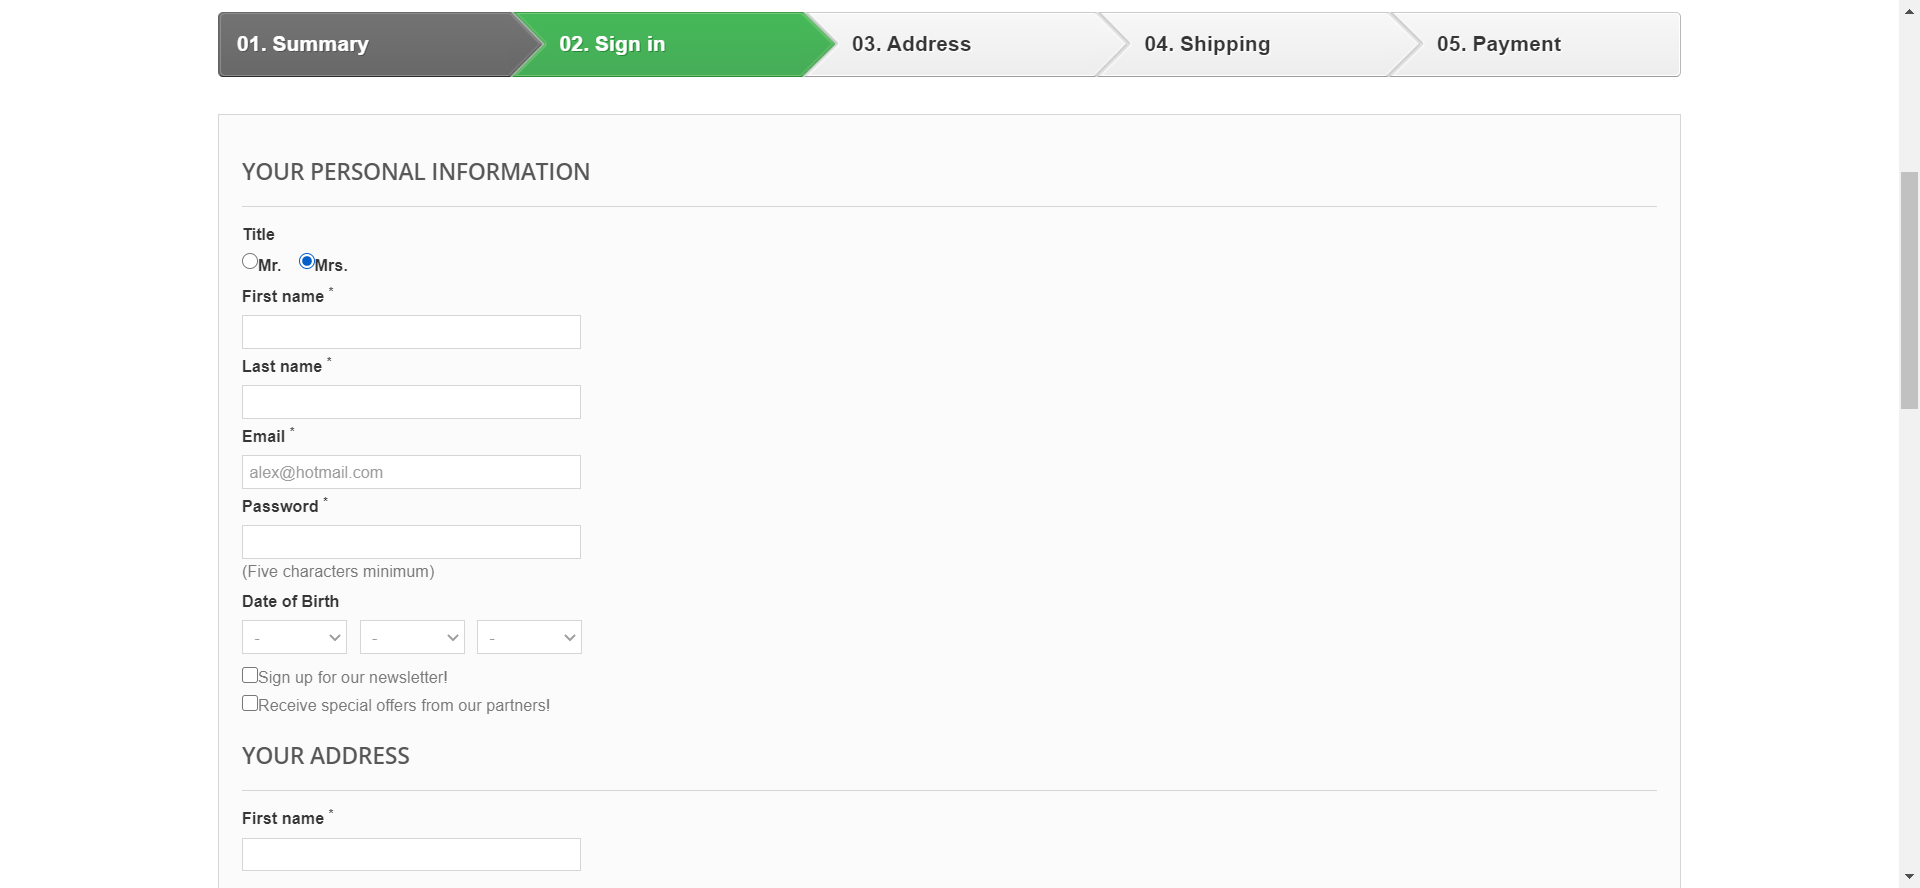 01. Summary 02. Sign in 03. Address 04. Shipping 05. Payment
YOUR PERSONAL INFORMATION
Title
Mr. Mrs.
First name *
Last name *
Email *
alex@hotmail.com
Password *
(Five characters minimum)
Date of Birth
- - -
Sign up for our newsletter!
Receive special offers from our partners!
YOUR ADDRESS
First name *